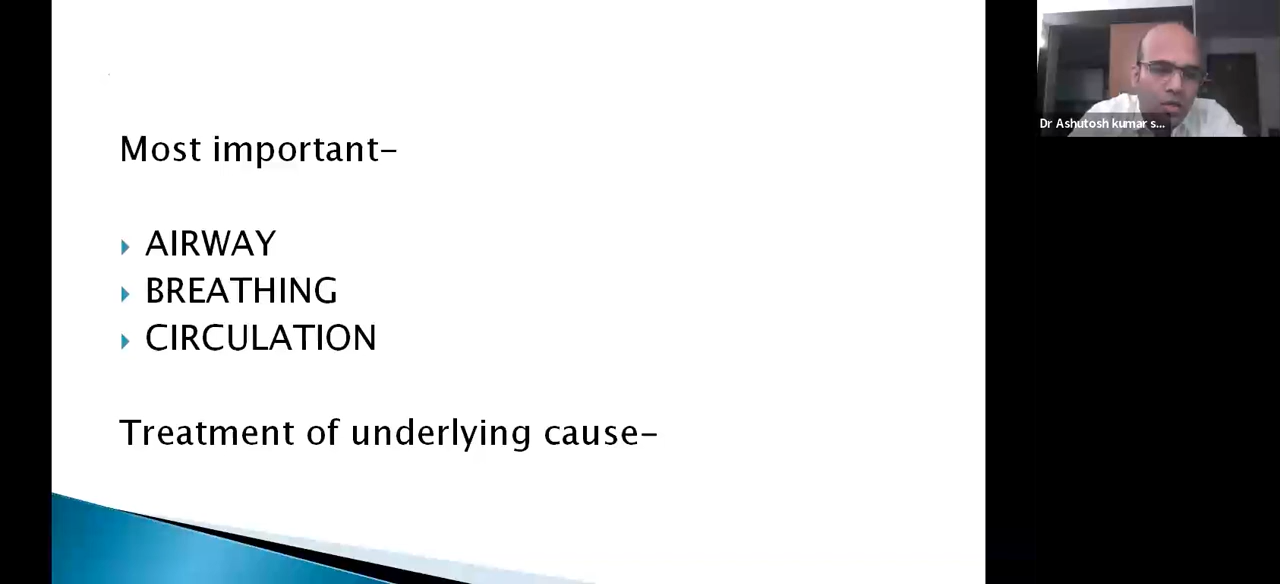 Most important-
AIRWAY
BREATHING
CIRCULATION
Treatment of underlying cause-
Dr Ashutosh kumar s...